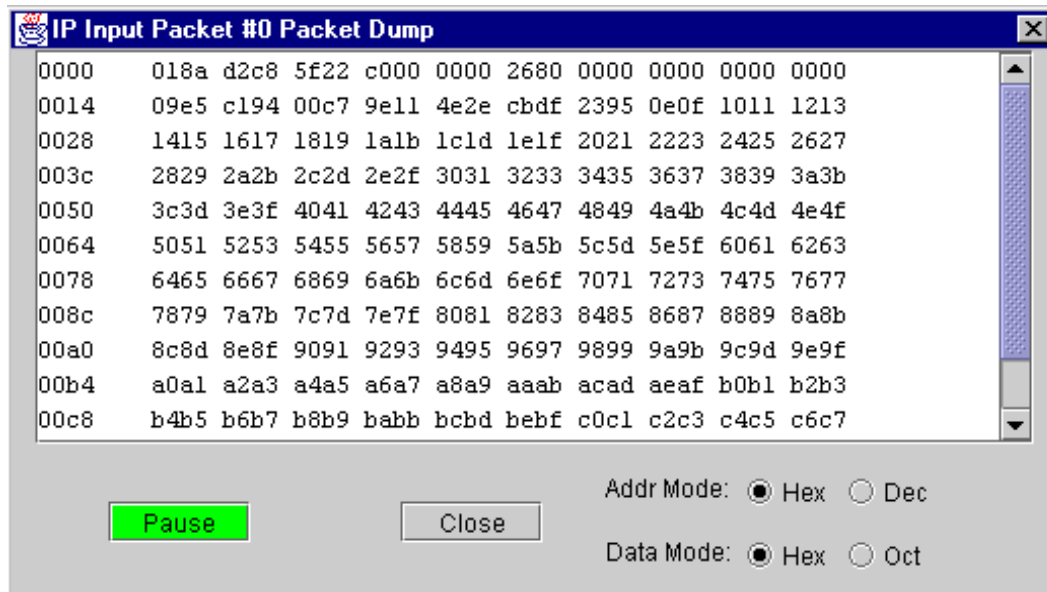 IP Input Packet #0 Packet Dump
0000 018a d2c8 5f22 c000 0000 2680 0000 0000 0000 0000
0014 09e5 c194 00c7 9e11 4e2e cbdf 2395 0e0f 1011 1213
0028 1415 1617 1819 1a1b 1c1d 1e1f 2021 2223 2425 2627
003c 2829 2a2b 2c2d 2e2f 3031 3233 3435 3637 3839 3a3b
0050 3c3d 3e3f 4041 4243 4445 4647 4849 4a4b 4c4d 4e4f
0064 5051 5253 5455 5657 5859 5a5b 5c5d 5e5f 6061 6263
0078 6465 6667 6869 6a6b 6c6d 6e6f 7071 7273 7475 7677
008c 7879 7a7b 7c7d 7e7f 8081 8283 8485 8687 8889 8a8b
00a0 8c8d 8e8f 9091 9293 9495 9697 9899 9a9b 9c9d 9e9f
00b4 a0a1 a2a3 a4a5 a6a7 a8a9 aaab acad aeaf b0b1 b2b3
00c8 b4b5 b6b7 b8b9 babb bcbd bebf c0c1 c2c3 c4c5 c6c7
Addr Mode: Hex Dec
Pause Close
Data Mode: Hex Oct